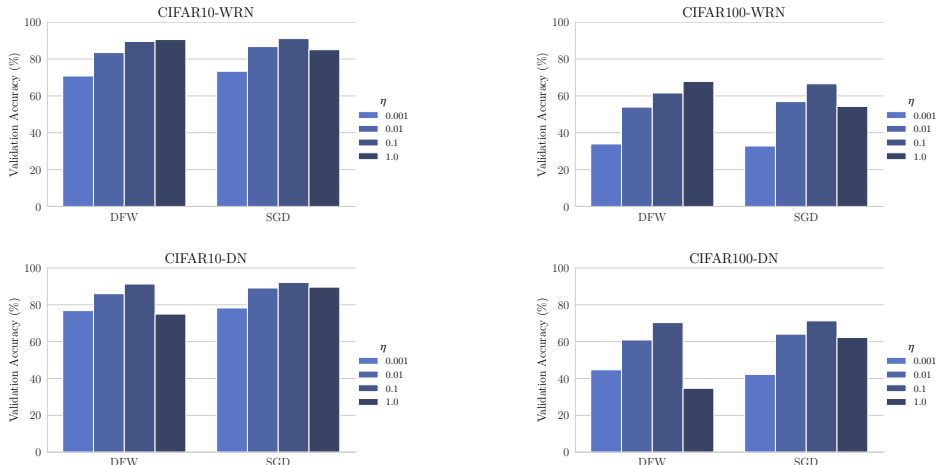 CIFAR10-WRN
Validation Accuracy (%)
100
80
60
40
20
0
DFW
SGD
η
0.001
0.01
0.1
1.0
CIFAR100-WRN
Validation Accuracy (%)
100
80
60
40
20
0
DFW
SGD
η
0.001
0.01
0.1
1.0
CIFAR10-DN
Validation Accuracy (%)
100
80
60
40
20
0
DFW
SGD
η
0.001
0.01
0.1
1.0
CIFAR100-DN
Validation Accuracy (%)
100
80
60
40
20
0
DFW
SGD
η
0.001
0.01
0.1
1.0